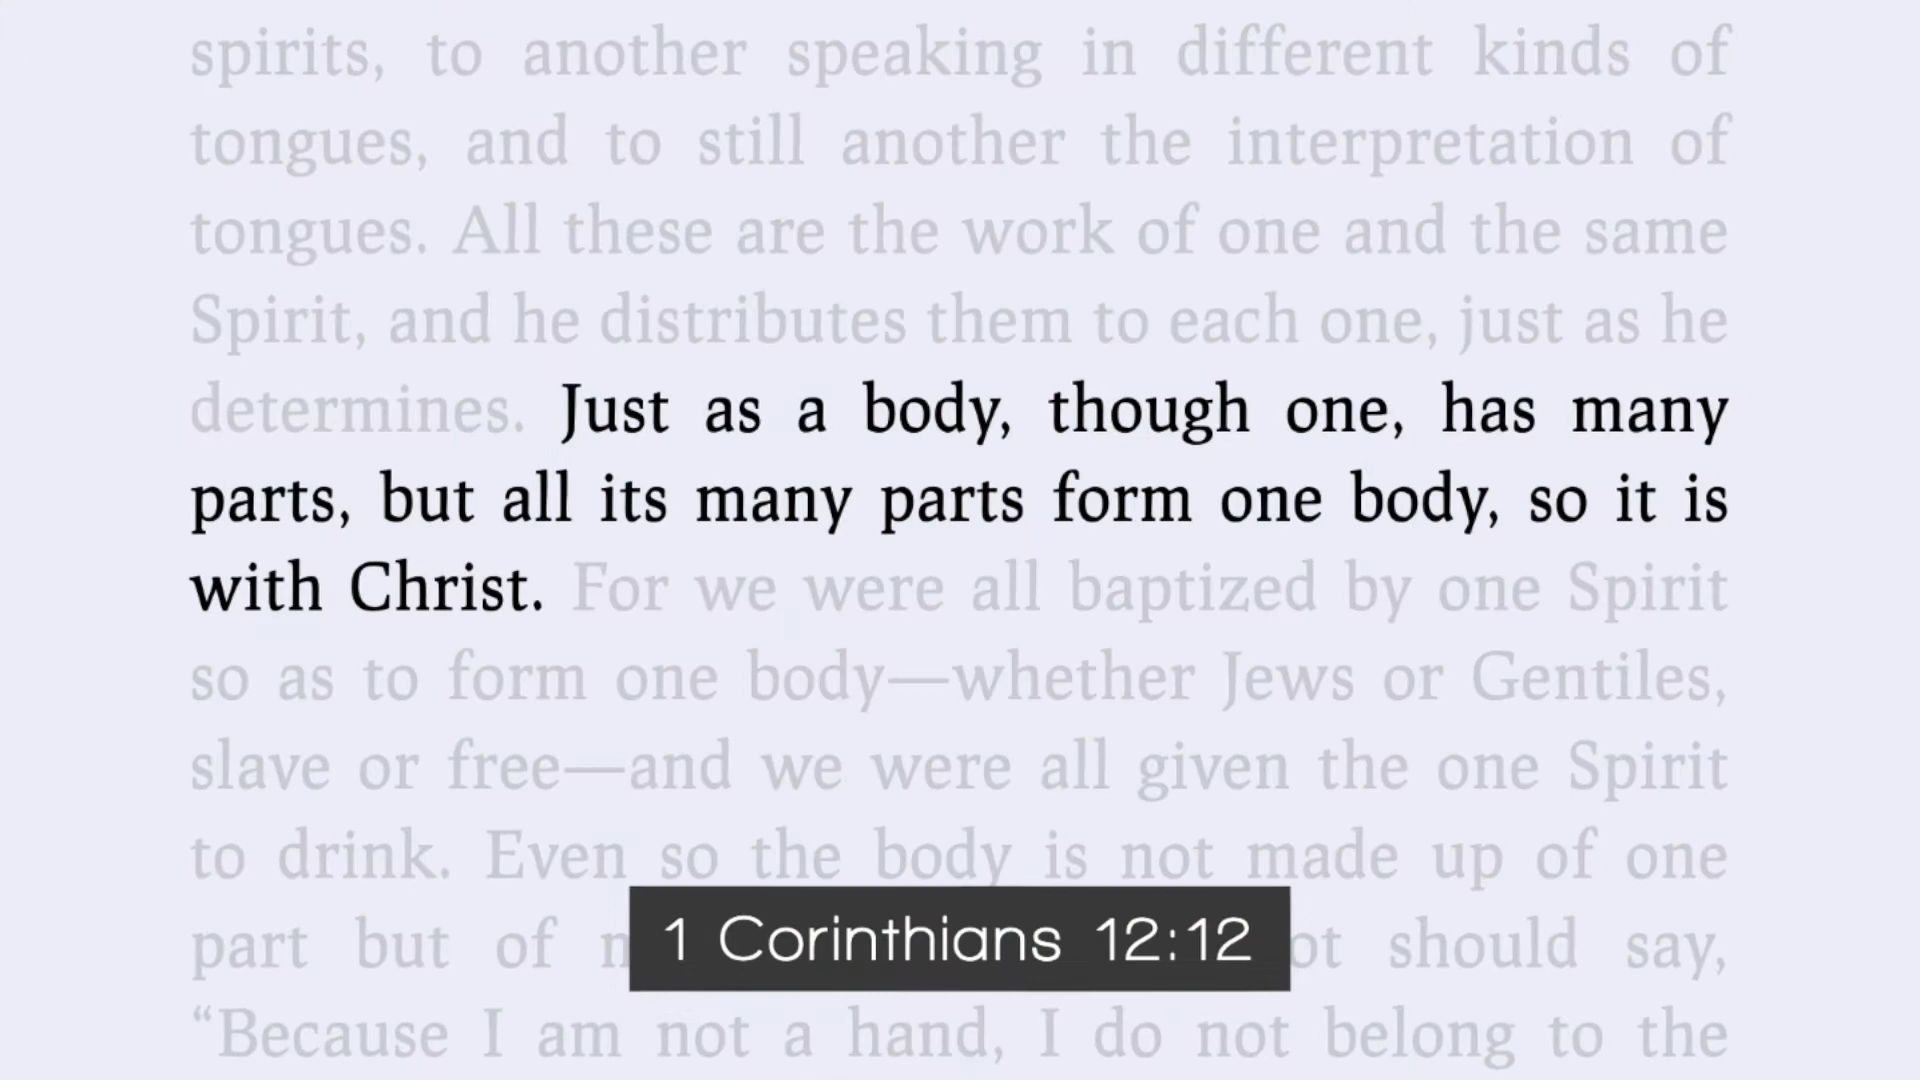 spirits, to another speaking in different kinds of
tongues, and to still another the interpretation of
tongues. All these are the work of one and the same
Spirit, and he distributes them to each one, just as he
determines. Just as a body, though one, has many
parts, but all its many parts form one body, so it is
with Christ. For we were all baptized by one Spirit
so as to form one body—whether Jews or Gentiles,
slave or free—and we were all given the one Spirit
to drink. Even so the body is not made up of one
part but of should say,
1 Corinthians 12:12
“Because I am not a hand, I do not belong to the